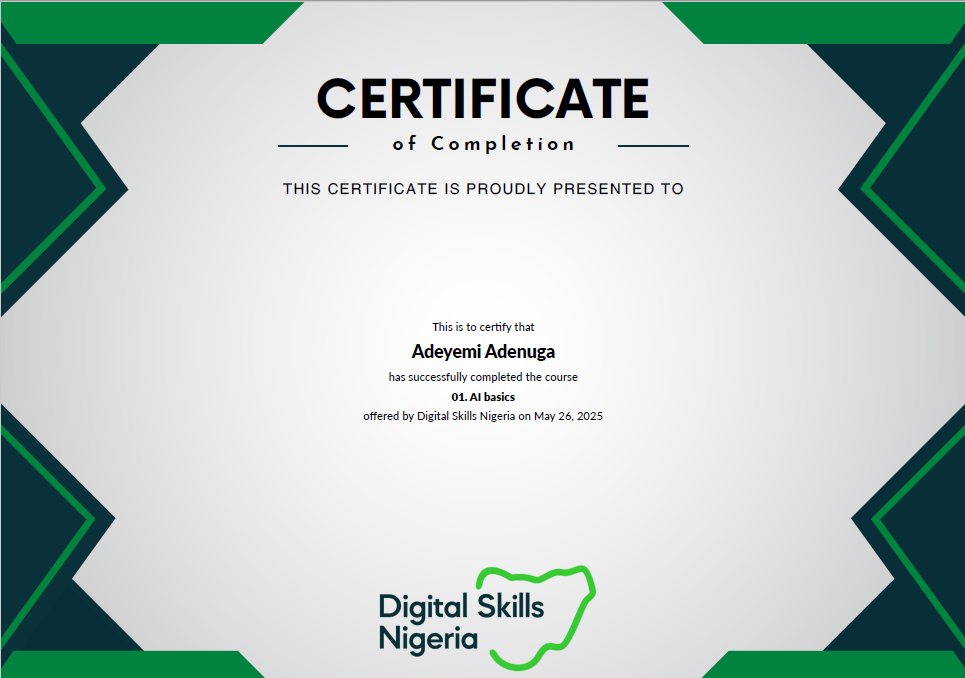 CERTIFICATE
of Completion
THIS CERTIFICATE IS PROUDLY PRESENTED TO
This is to certify that
Adeyemi Adenuga
has successfully completed the course
01. AI basics
offered by Digital Skills Nigeria on May 26, 2025
Digital Skills
Nigeria